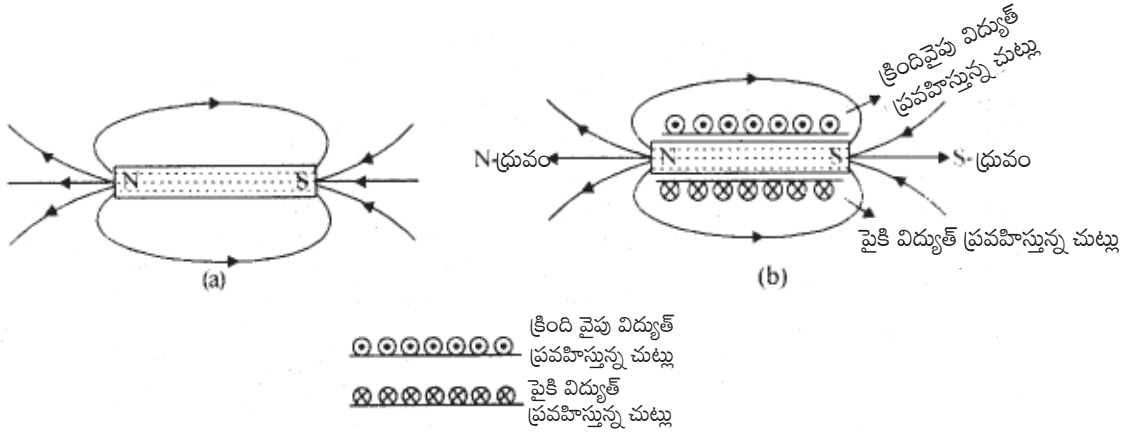 క్రిందివైపు విద్యుత్
ప్రవహిస్తున్న చుట్లు
N S
N-ధ్రువం N S S-ధ్రువం
పైకి విద్యుత్ ప్రవహిస్తున్న చుట్లు
(a) (b)
క్రింది వైపు విద్యుత్
ప్రవహిస్తున్న చుట్లు
పైకి విద్యుత్
ప్రవహిస్తున్న చుట్లు